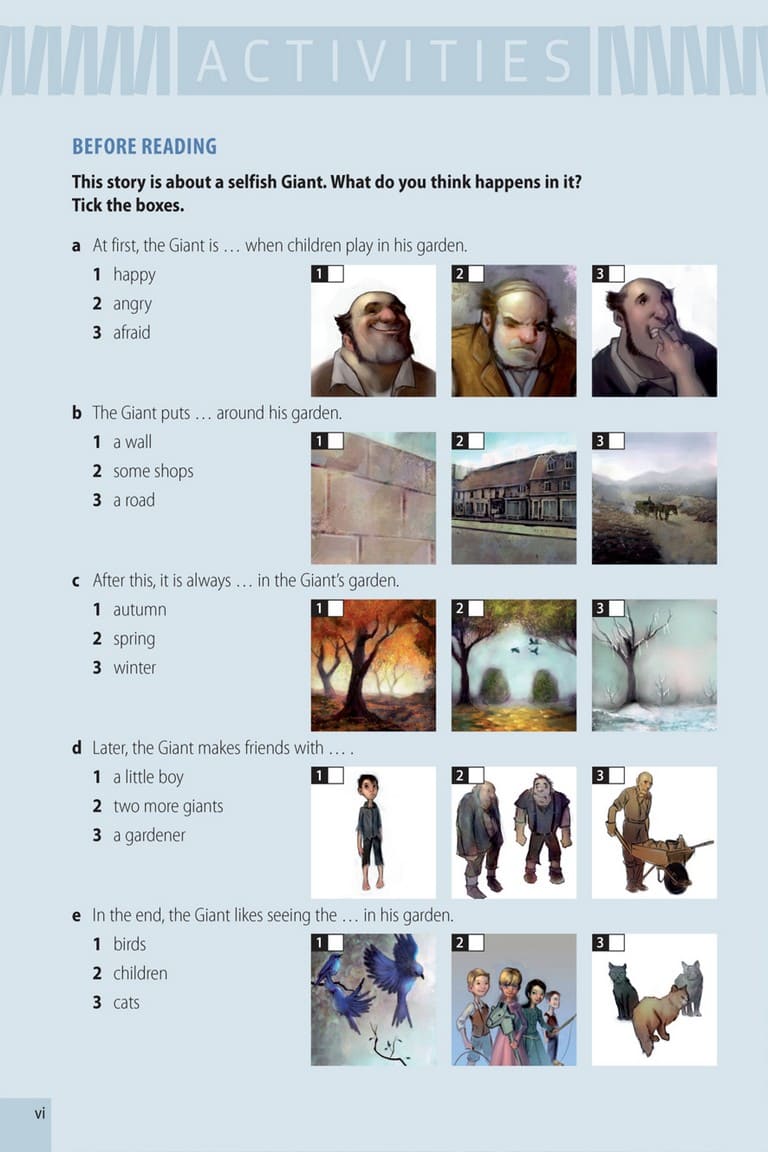 ACTIVITIES
BEFORE READING
This story is about a selfish Giant. What do you think happens in it?
Tick the boxes.
a At first, the Giant is … when children play in his garden.
1 happy
2 angry
3 afraid
1
2
3
b The Giant puts … around his garden.
1 a wall
2 some shops
3 a road
1
2
3
c After this, it is always … in the Giant’s garden.
1 autumn
2 spring
3 winter
1
2
3
d Later, the Giant makes friends with … .
1 a little boy
2 two more giants
3 a gardener
1
2
3
e In the end, the Giant likes seeing the … in his garden.
1 birds
2 children
3 cats
1
2
3
vi